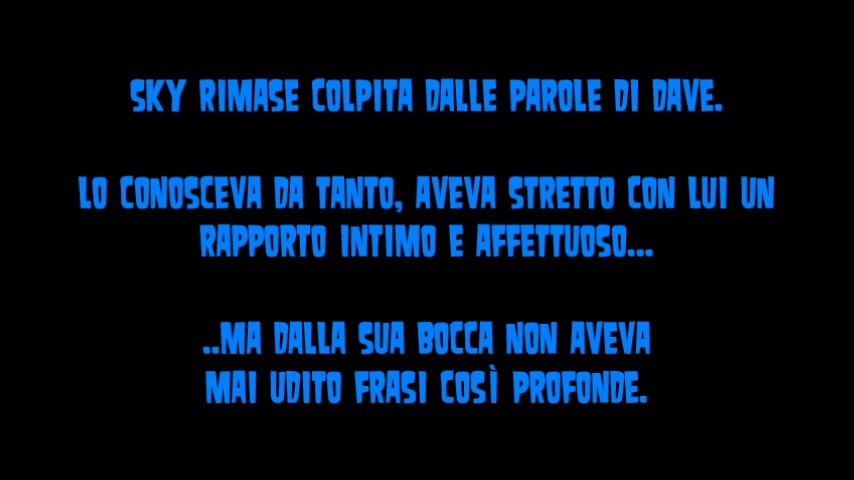 SKY RIMASE COLPITA DALLE PAROLE DI DAVE.
LO CONOSCEVA DA TANTO, AVEVA STRETTO CON LUI UN
RAPPORTO INTIMO E AFFETTUOSO...
..MA DALLA SUA BOCCA NON AVEVA
MAI UDITO FRASI COSÌ PROFONDE.